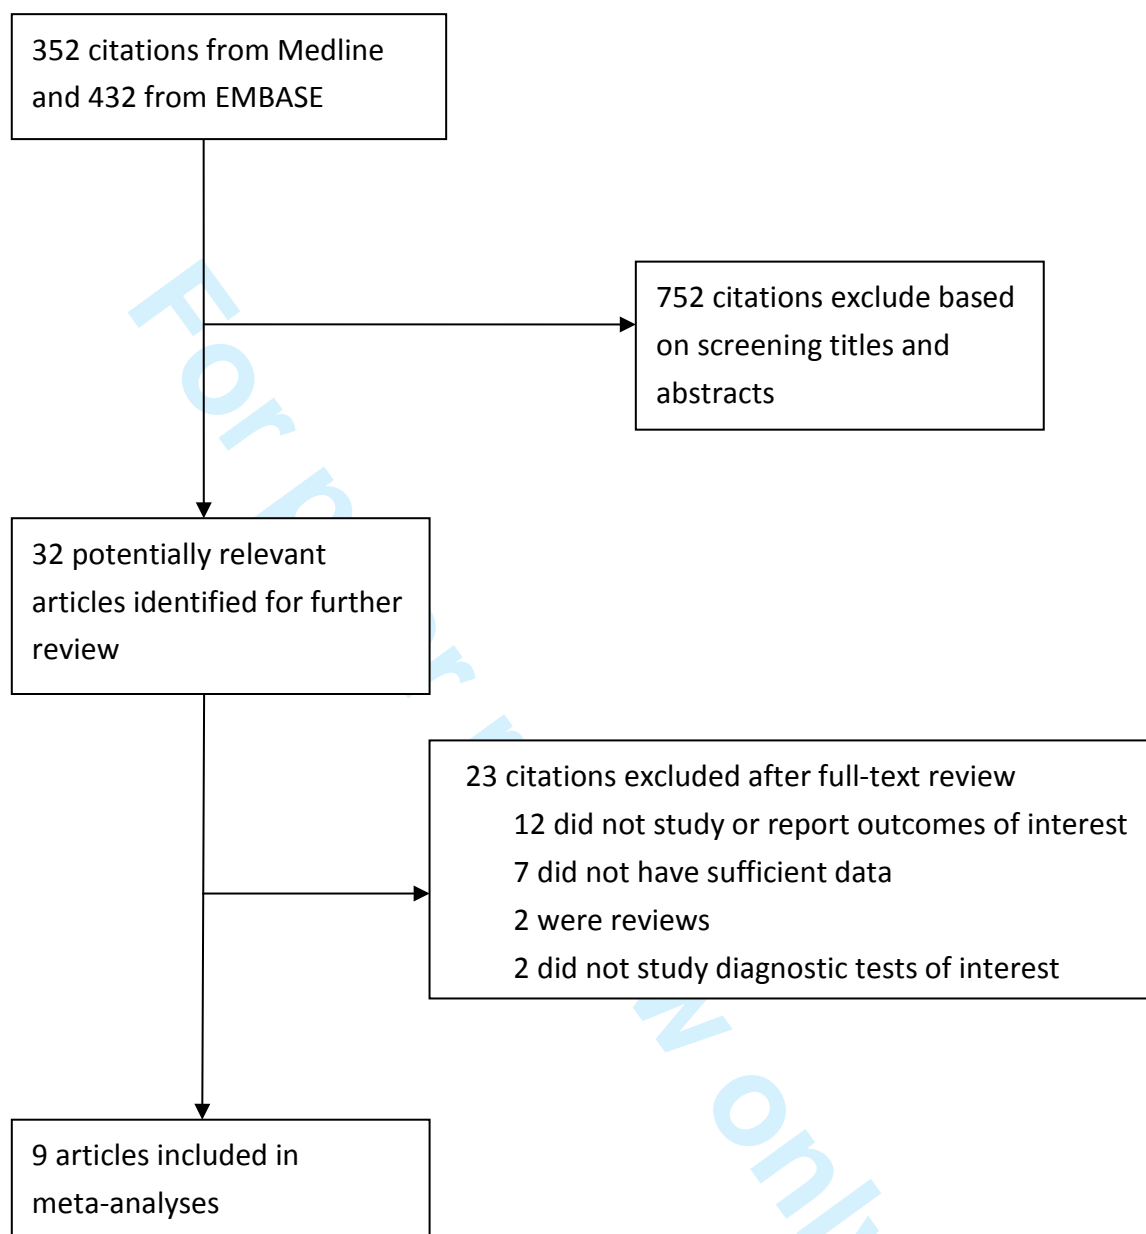 352 citations from Medline
and 432 from EMBASE
752 citations exclude based
on screening titles and
abstracts
32 potentially relevant
articles identified for further
review
23 citations excluded after full-text review
12 did not study or report outcomes of interest
7 did not have sufficient data
2 were reviews
2 did not study diagnostic tests of interest
9 articles included in
meta-analyses
For
only